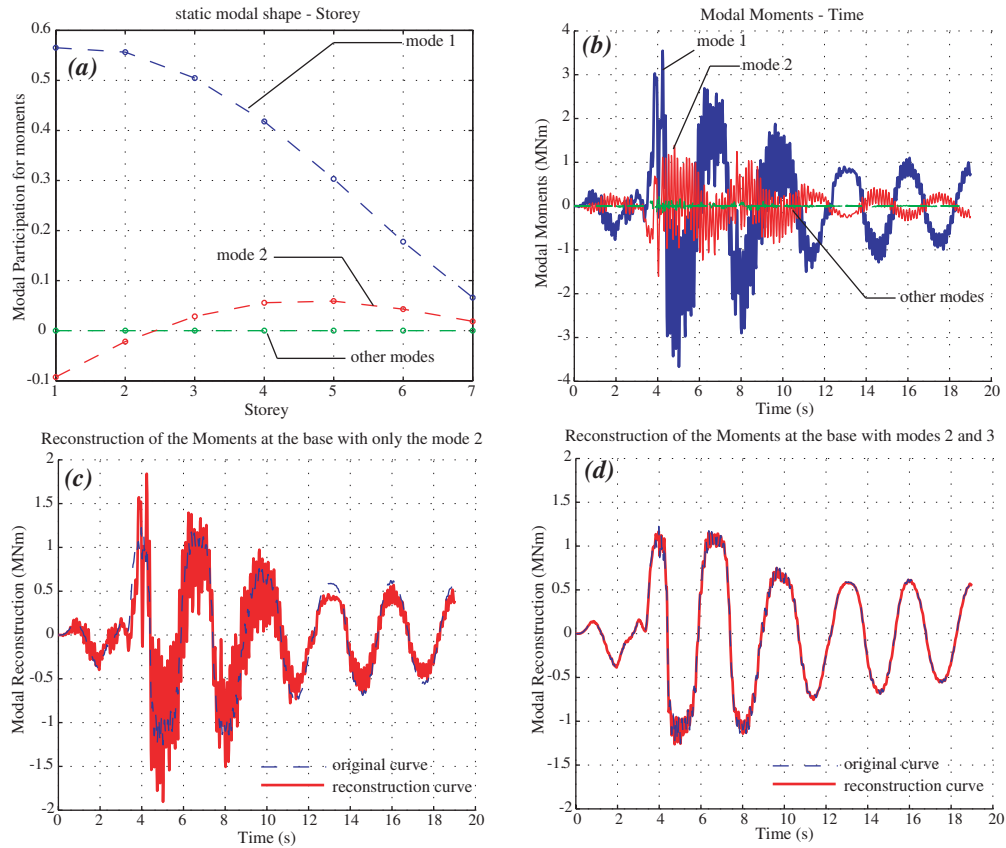 static modal shape - Storey
(a)
mode 1
mode 2
other modes
Modal Participation for moments
0.6
0.5
0.4
0.3
0.2
0.1
0
-0.1
1 2 3 4 5 6 7
Storey
Modal Moments - Time
(b)
mode 1
mode 2
other modes
Modal Moments (MNm)
4
3
2
1
0
-1
-2
-3
-4
0 2 4 6 8 10 12 14 16 18 20
Time (s)
Reconstruction of the Moments at the base with only the mode 2
(c)
Modal Reconstruction (MNm)
2
1.5
1
0.5
0
-0.5
-1
-1.5
-2
original curve
reconstruction curve
0 2 4 6 8 10 12 14 16 18 20
Time (s)
Reconstruction of the Moments at the base with modes 2 and 3
(d)
Modal Reconstruction (MNm)
2
1.5
1
0.5
0
-0.5
-1
-1.5
-2
original curve
reconstruction curve
0 2 4 6 8 10 12 14 16 18 20
Time (s)